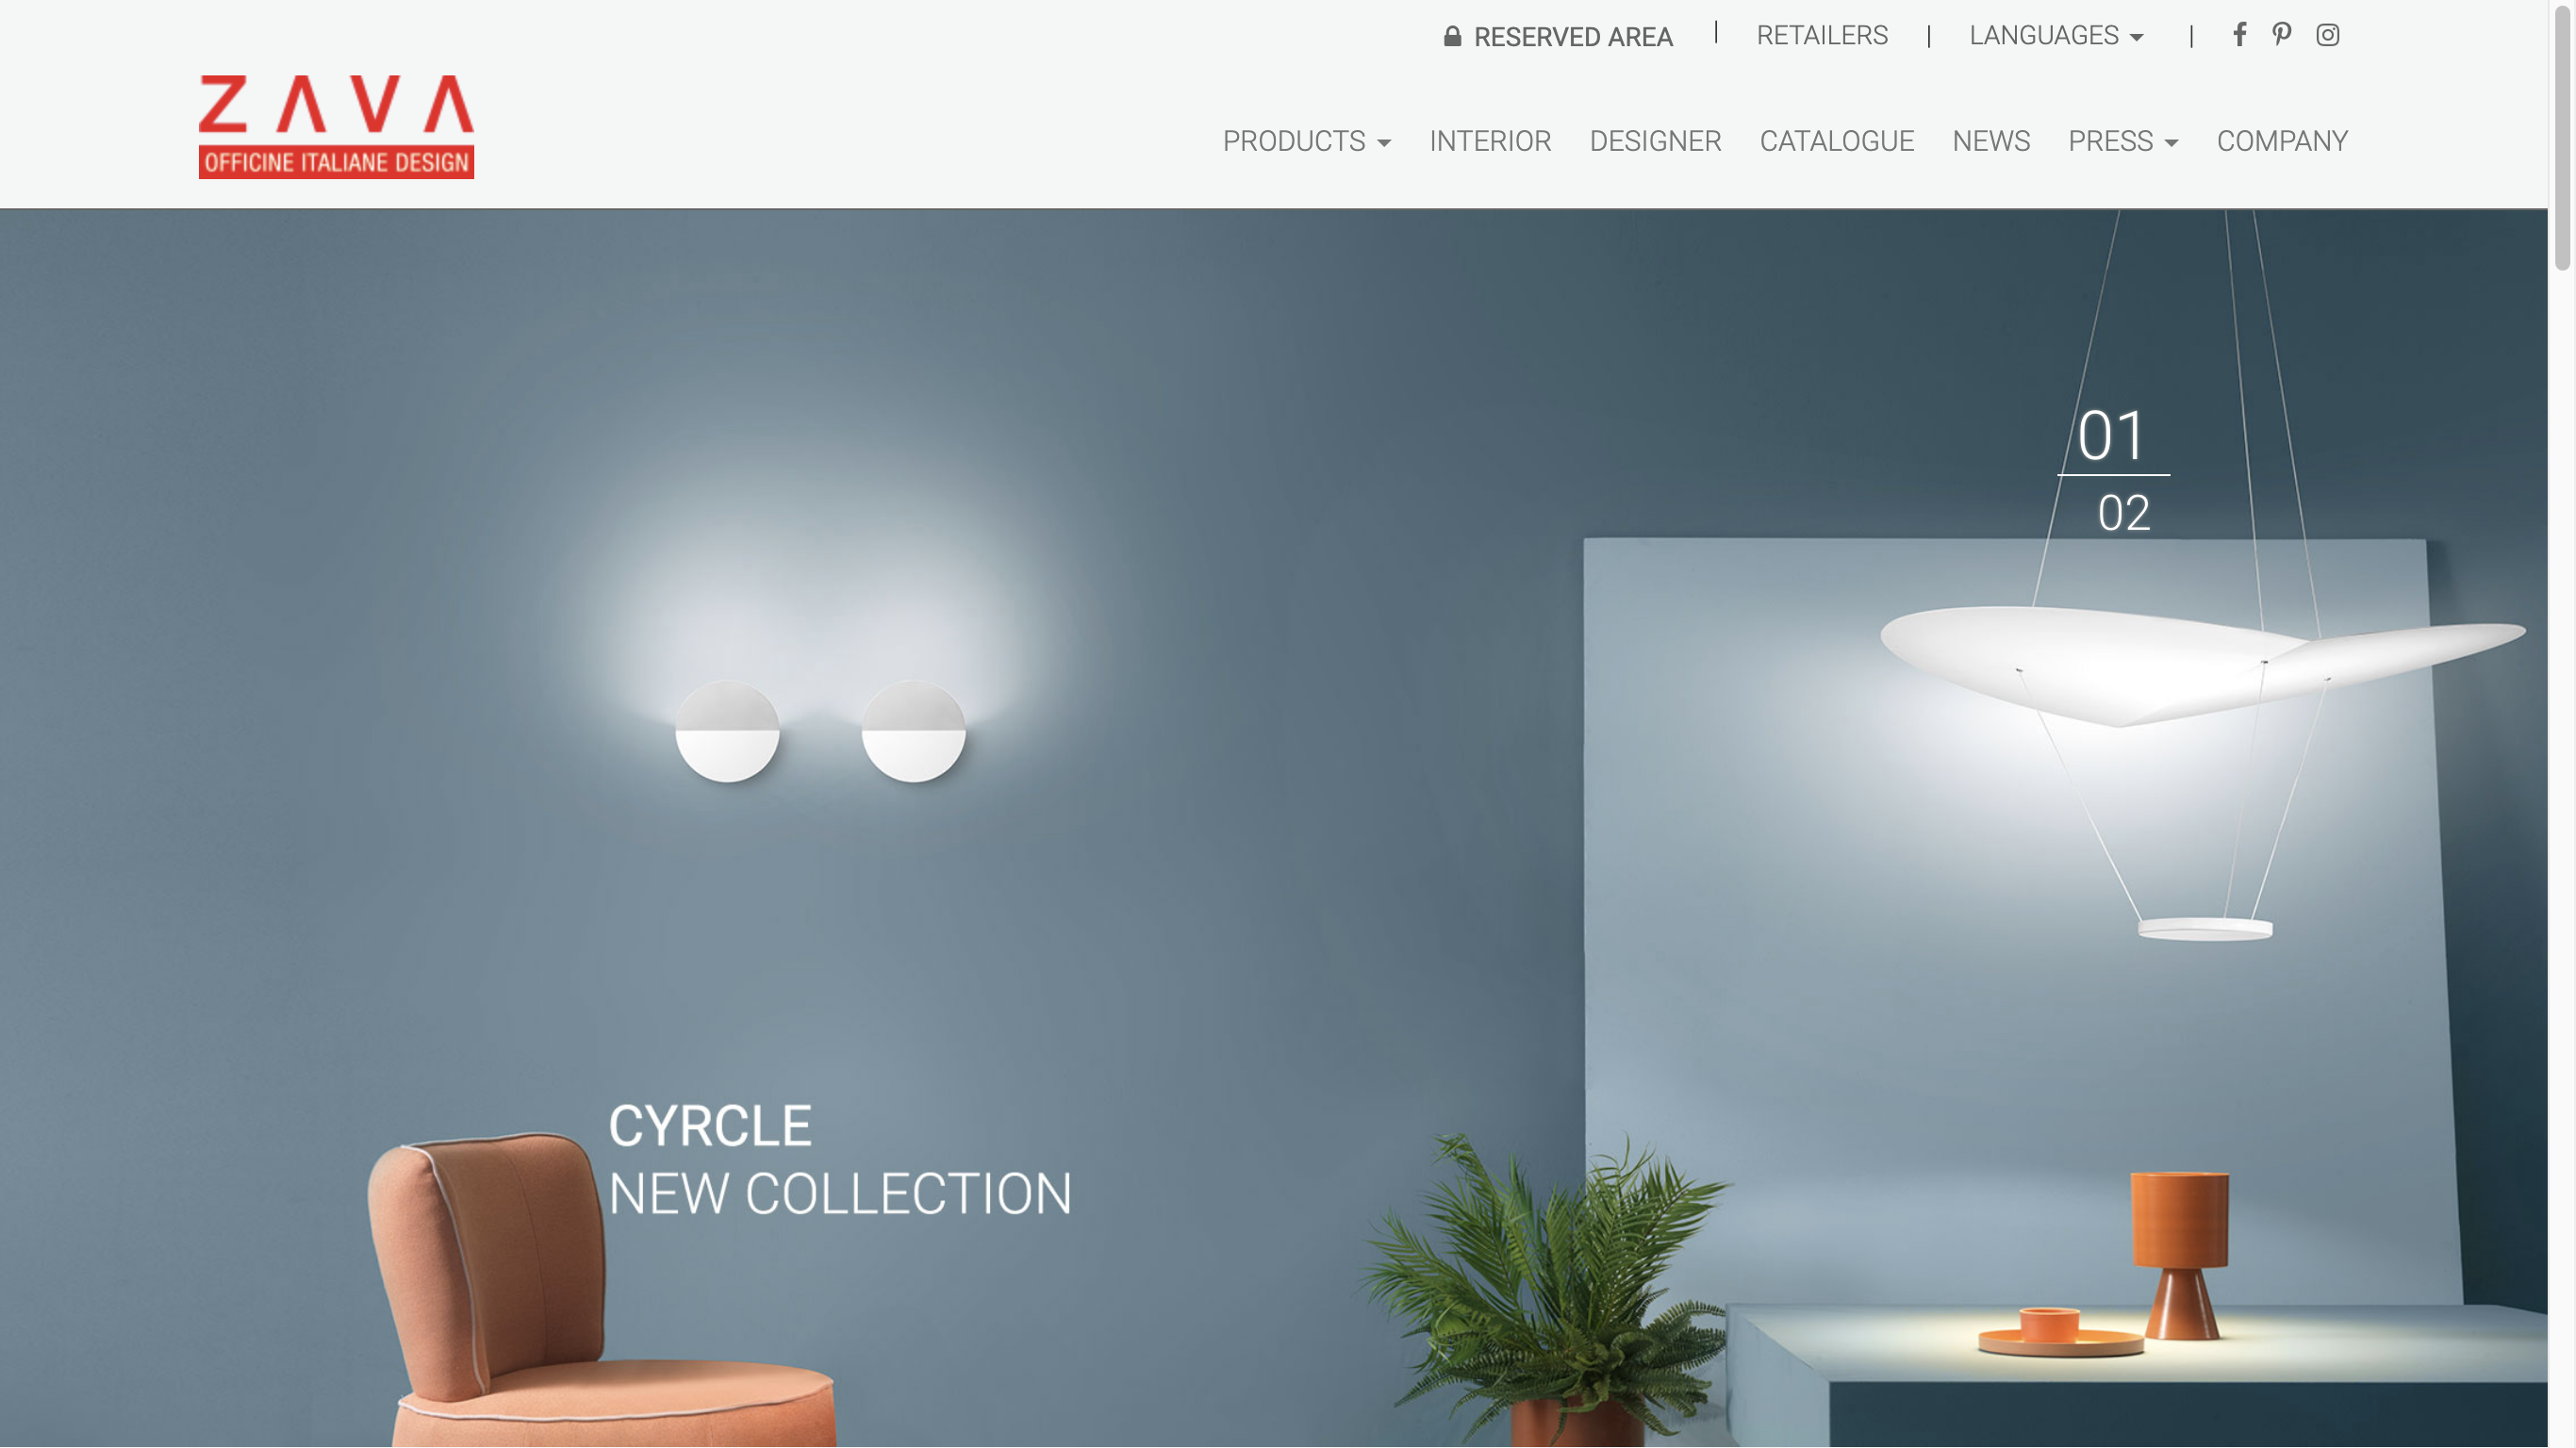 RESERVED AREA | RETAILERS | LANGUAGES |
ZAVA
OFFICINE ITALIANE DESIGN
PRODUCTS INTERIOR DESIGNER CATALOGUE NEWS PRESS COMPANY
01
02
CYRCLE
NEW COLLECTION